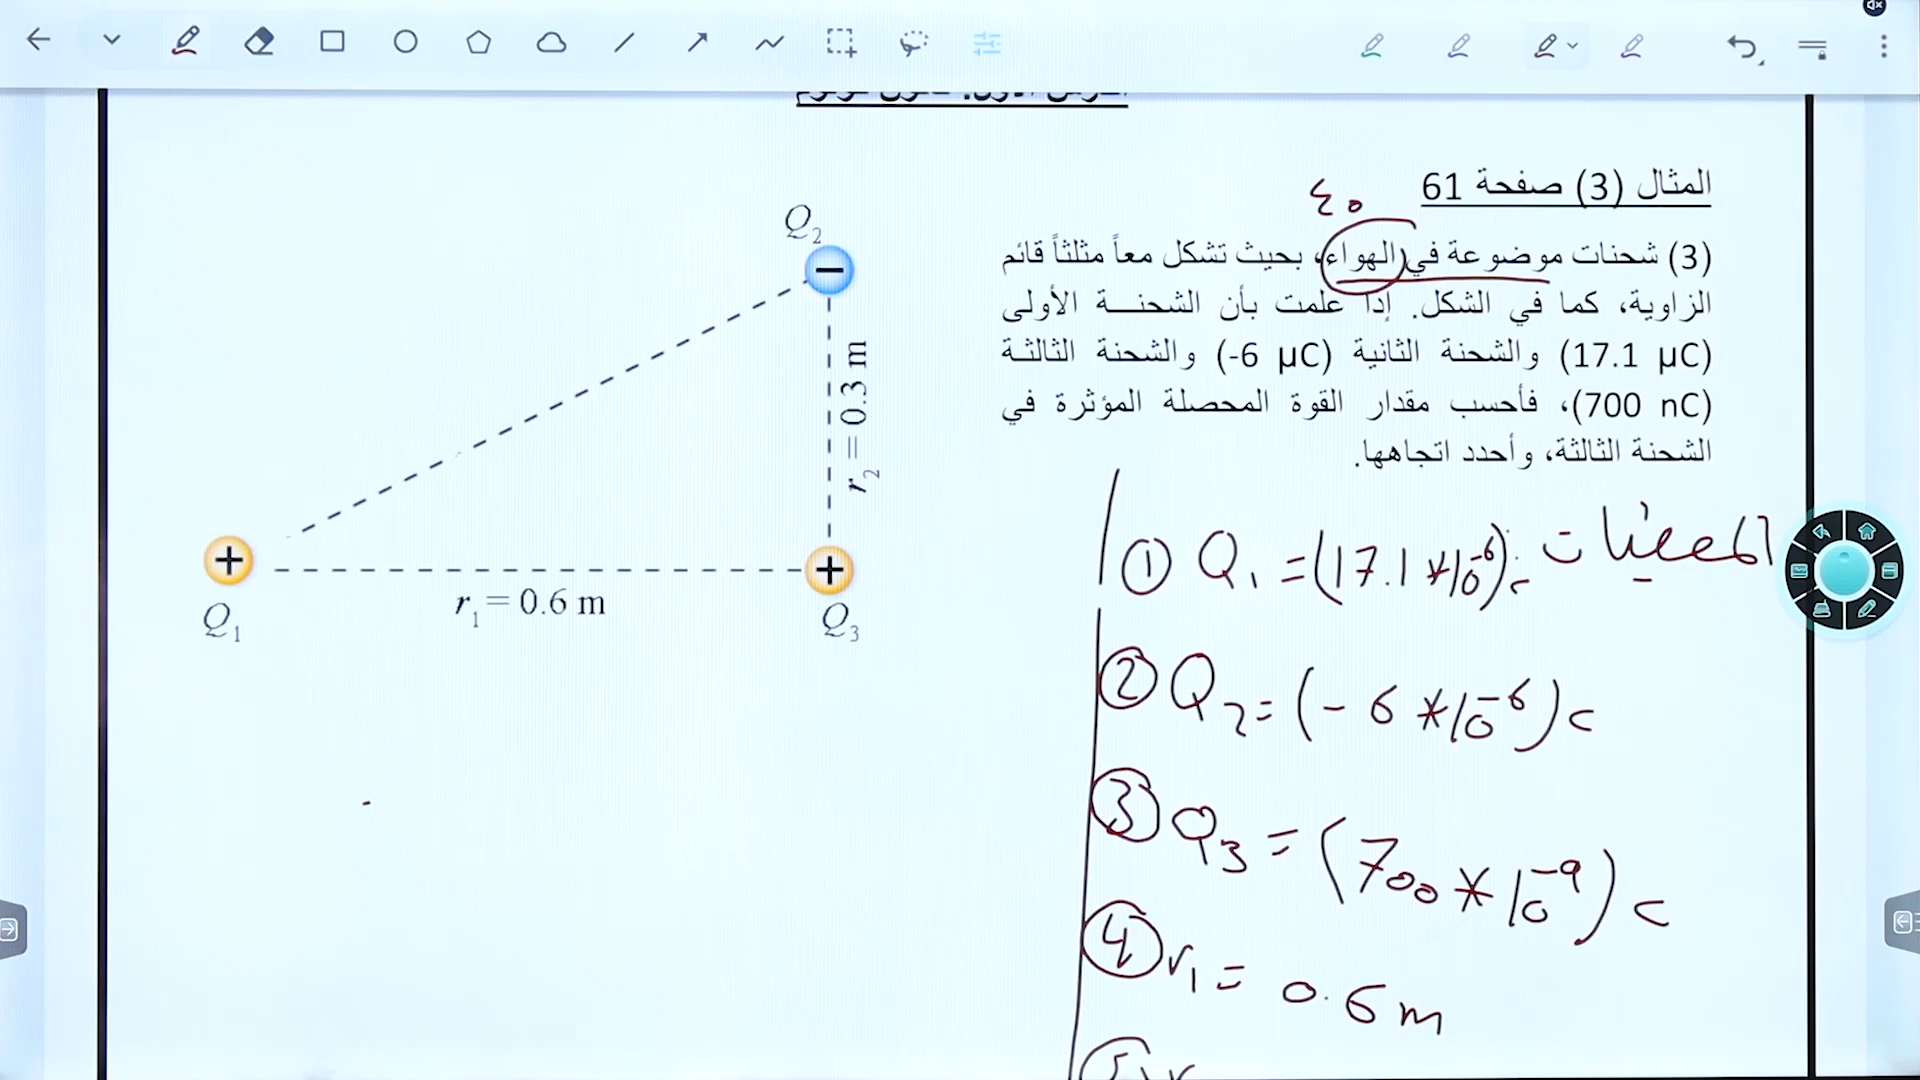 المثال (3) صفحة 61
ε0
(3) شحنات موضوعة في الهواء، بحيث تشكل معاً مثلثاً قائم
الزاوية، كما في الشكل. إذا علمت بأن الشحنة الأولى
(17.1 µC) والشحنة الثانية (-6 µC) والشحنة الثالثة
(700 nC)، فأحسب مقدار القوة المحصلة المؤثرة في
الشحنة الثالثة، وأحدد اتجاهها.
Q2
−
r2 = 0.3 m
+
+
Q1
r1 = 0.6 m
Q3
المعطيات
① Q1 = (17.1 * 10^-6) c
② Q2 = (- 6 * 10^-6) c
③ Q3 = (700 * 10^-9) c
④ r1 = 0.6 m